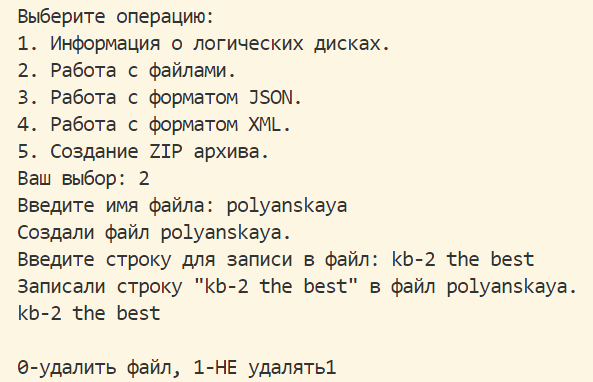 Выберите операцию:
1. Информация о логических дисках.
2. Работа с файлами.
3. Работа с форматом JSON.
4. Работа с форматом XML.
5. Создание ZIP архива.
Ваш выбор: 2
Введите имя файла: polyanskaya
Создали файл polyanskaya.
Введите строку для записи в файл: kb-2 the best
Записали строку "kb-2 the best" в файл polyanskaya.
kb-2 the best
0-удалить файл, 1-НЕ удалять1